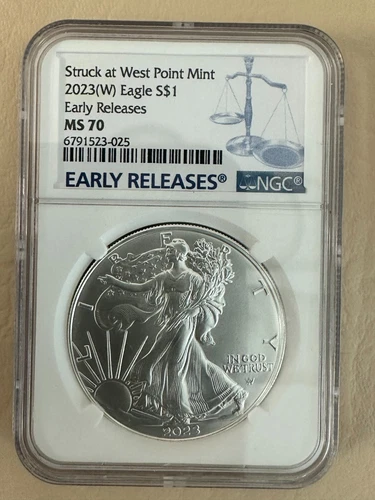 Struck at West Point Mint
2023(W) Eagle S$1
Early Releases
MS 70
6791523-025
EARLY RELEASES®
NGC®
LIBERTY
IN GOD
WE TRUST
2023